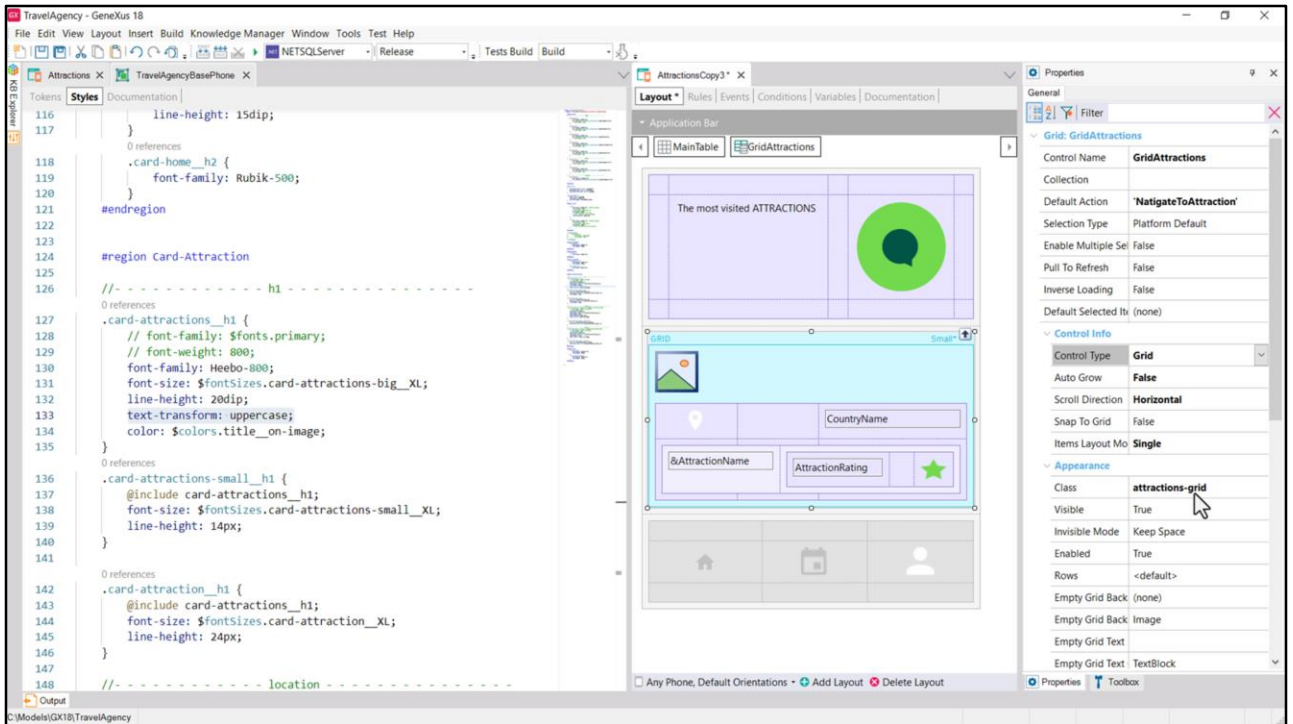 GX TravelAgency - GeneXus 18
File Edit View Layout Insert Build Knowledge Manager Window Tools Test Help
NETSQLServer Release Tests Build Build
KB Explorer
Attractions X TravelAgencyBasePhone X
Tokens Styles Documentation
116 line-height: 15dip;
117 }
0 references
118 .card-home__h2 {
119 font-family: Rubik-500;
120 }
121 #endregion
122
123
124 #region Card-Attraction
125
126 //- - - - - - - - - - - - - h1 - - - - - - - - - - - - - - - - -
0 references
127 .card-attractions__h1 {
128 // font-family: $fonts.primary;
129 // font-weight: 800;
130 font-family: Heebo-800;
131 font-size: $fontSizes.card-attractions-big__XL;
132 line-height: 20dip;
133 text-transform: uppercase;
134 color: $colors.title__on-image;
135 }
0 references
136 .card-attractions-small__h1 {
137 @include card-attractions__h1;
138 font-size: $fontSizes.card-attractions-small__XL;
139 line-height: 14px;
140 }
141
0 references
142 .card-attraction__h1 {
143 @include card-attractions__h1;
144 font-size: $fontSizes.card-attraction__XL;
145 line-height: 24px;
146 }
147
148 //- - - - - - - - - - - - - location - - - - - - - - - - - - - - - -
AttractionsCopy3* X
Layout * Rules Events Conditions Variables Documentation
Application Bar
MainTable GridAttractions
The most visited ATTRACTIONS
GRID Small*
CountryName
&AttractionName AttractionRating
Any Phone, Default Orientations Add Layout Delete Layout
Properties
General
Filter
Grid: GridAttractions
Control Name GridAttractions
Collection
Default Action 'NatigateToAttraction'
Selection Type Platform Default
Enable Multiple Sel False
Pull To Refresh False
Inverse Loading False
Default Selected Ite (none)
Control Info
Control Type Grid
Auto Grow False
Scroll Direction Horizontal
Snap To Grid False
Items Layout Mo Single
Appearance
Class attractions-grid
Visible True
Invisible Mode Keep Space
Enabled True
Rows <default>
Empty Grid Back (none)
Empty Grid Back Image
Empty Grid Text
Empty Grid Text TextBlock
Properties Toolbox
Output
C:\Models\GX18\TravelAgency